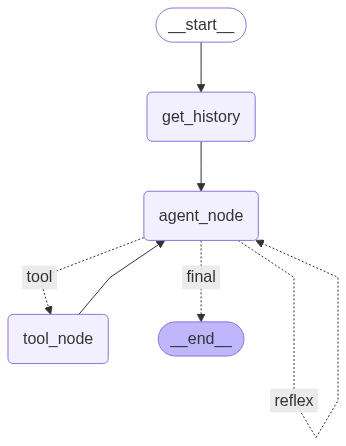 __start__
get_history
agent_node
tool
final
tool_node
__end__
reflex